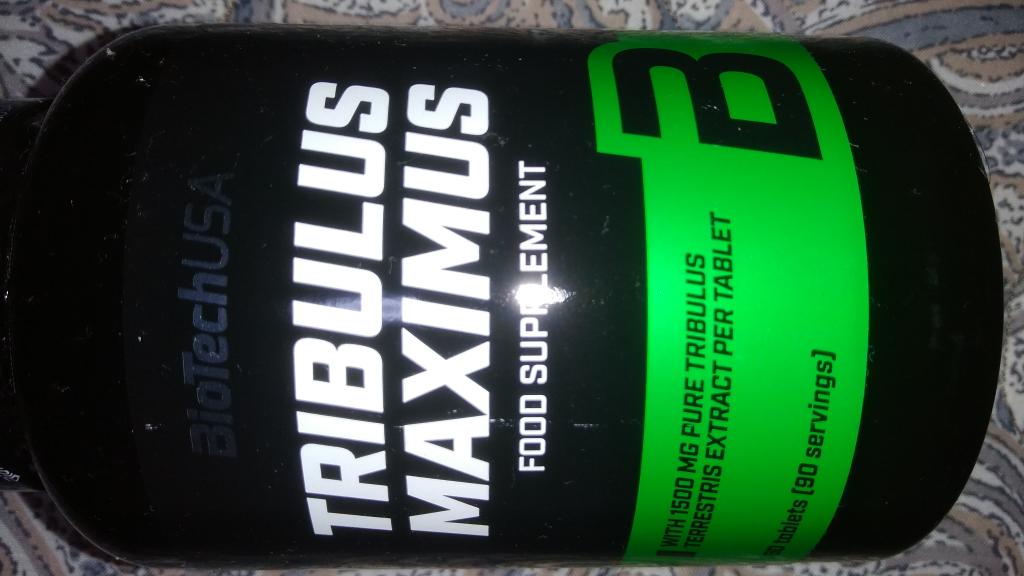 BioTechUSA
TRIBULUS
MAXIMUS
FOOD SUPPLEMENT
B
WITH 1500 MG PURE TRIBULUS
TERRESTRIS EXTRACT PER TABLET
tablets (90 servings)